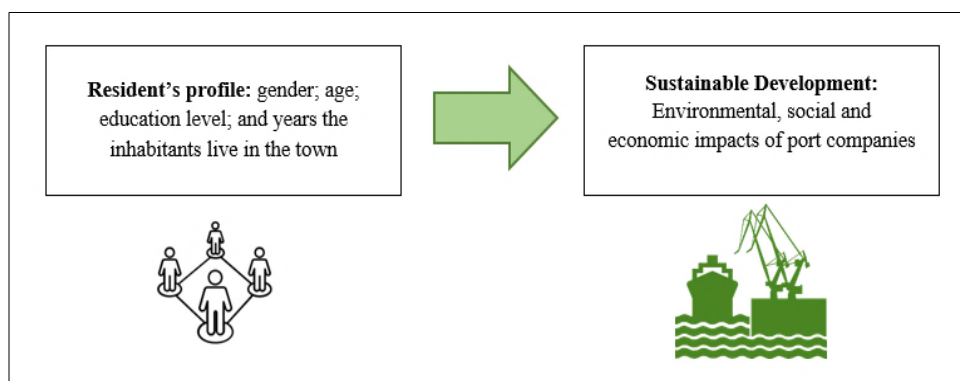 Resident's profile: gender; age;
education level; and years the
inhabitants live in the town
Sustainable Development:
Environmental, social and
economic impacts of port companies